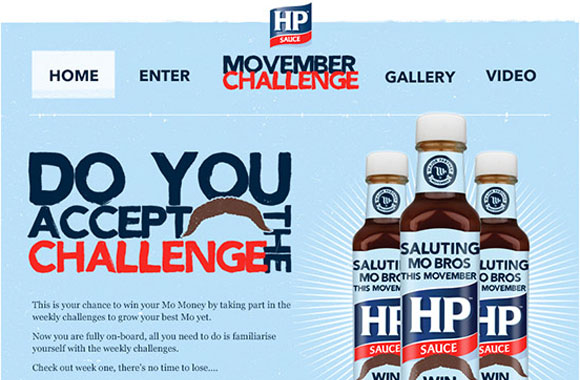 HP
SAUCE
MOVEMBER
CHALLENGE
HOME ENTER GALLERY VIDEO
DO YOU
ACCEPT THE
CHALLENGE
This is your chance to win your Mo Money by taking part in the
weekly challenges to grow your best Mo yet.
Now you are fully on-board, all you need to do is familiarise
yourself with the weekly challenges.
Check out week one, there's no time to lose....
SALUTING
MO BROS
THIS MOVEMBER
HP
SAUCE
WIN
SALUTING
MO BROS
THIS MOVEMBER
HP
SAUCE
WIN
SALUTING
MO BROS
THIS MOVEMBER
HP
SAUCE
WIN